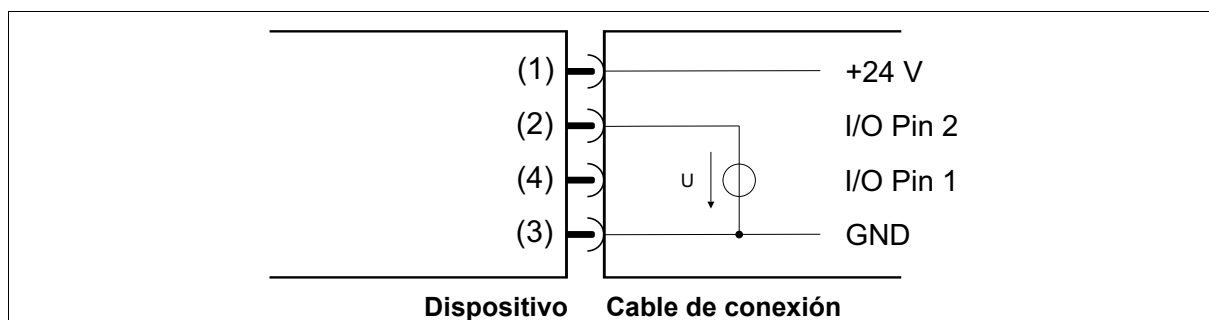 (1) +24 V
(2) I/O Pin 2
(4) U I/O Pin 1
(3) GND
Dispositivo Cable de conexión